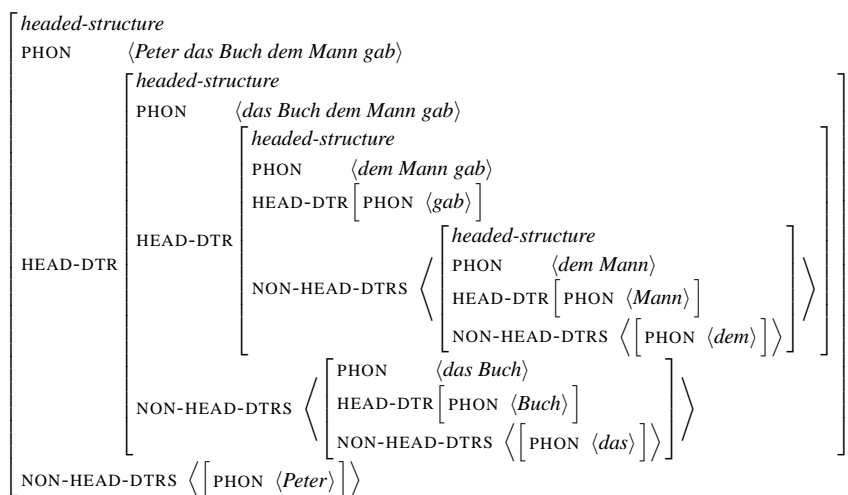 headed-structure
PHON ⟨Peter das Buch dem Mann gab⟩
headed-structure
PHON ⟨das Buch dem Mann gab⟩
headed-structure
PHON ⟨dem Mann gab⟩
HEAD-DTR [PHON ⟨gab⟩]
headed-structure
HEAD-DTR
PHON ⟨dem Mann⟩
HEAD-DTR
NON-HEAD-DTRS ⟨ HEAD-DTR [PHON ⟨Mann⟩] ⟩
NON-HEAD-DTRS ⟨[PHON ⟨dem⟩]⟩
PHON ⟨das Buch⟩
NON-HEAD-DTRS ⟨ HEAD-DTR [PHON ⟨Buch⟩] ⟩
NON-HEAD-DTRS ⟨[PHON ⟨das⟩]⟩
NON-HEAD-DTRS ⟨[PHON ⟨Peter⟩]⟩